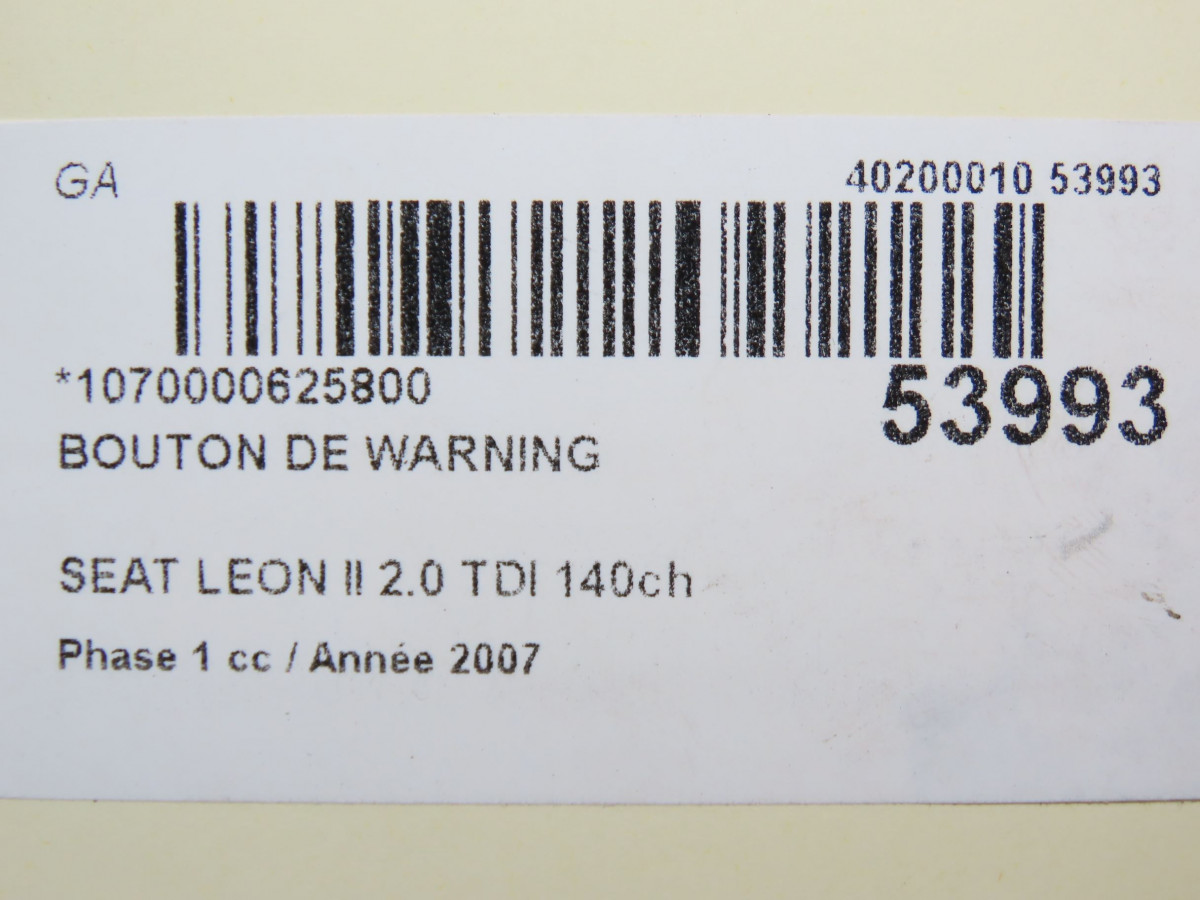 GA
40200010 53993
*1070000625800
53993
BOUTON DE WARNING
SEAT LEON II 2.0 TDI 140ch
Phase 1 cc / Année 2007